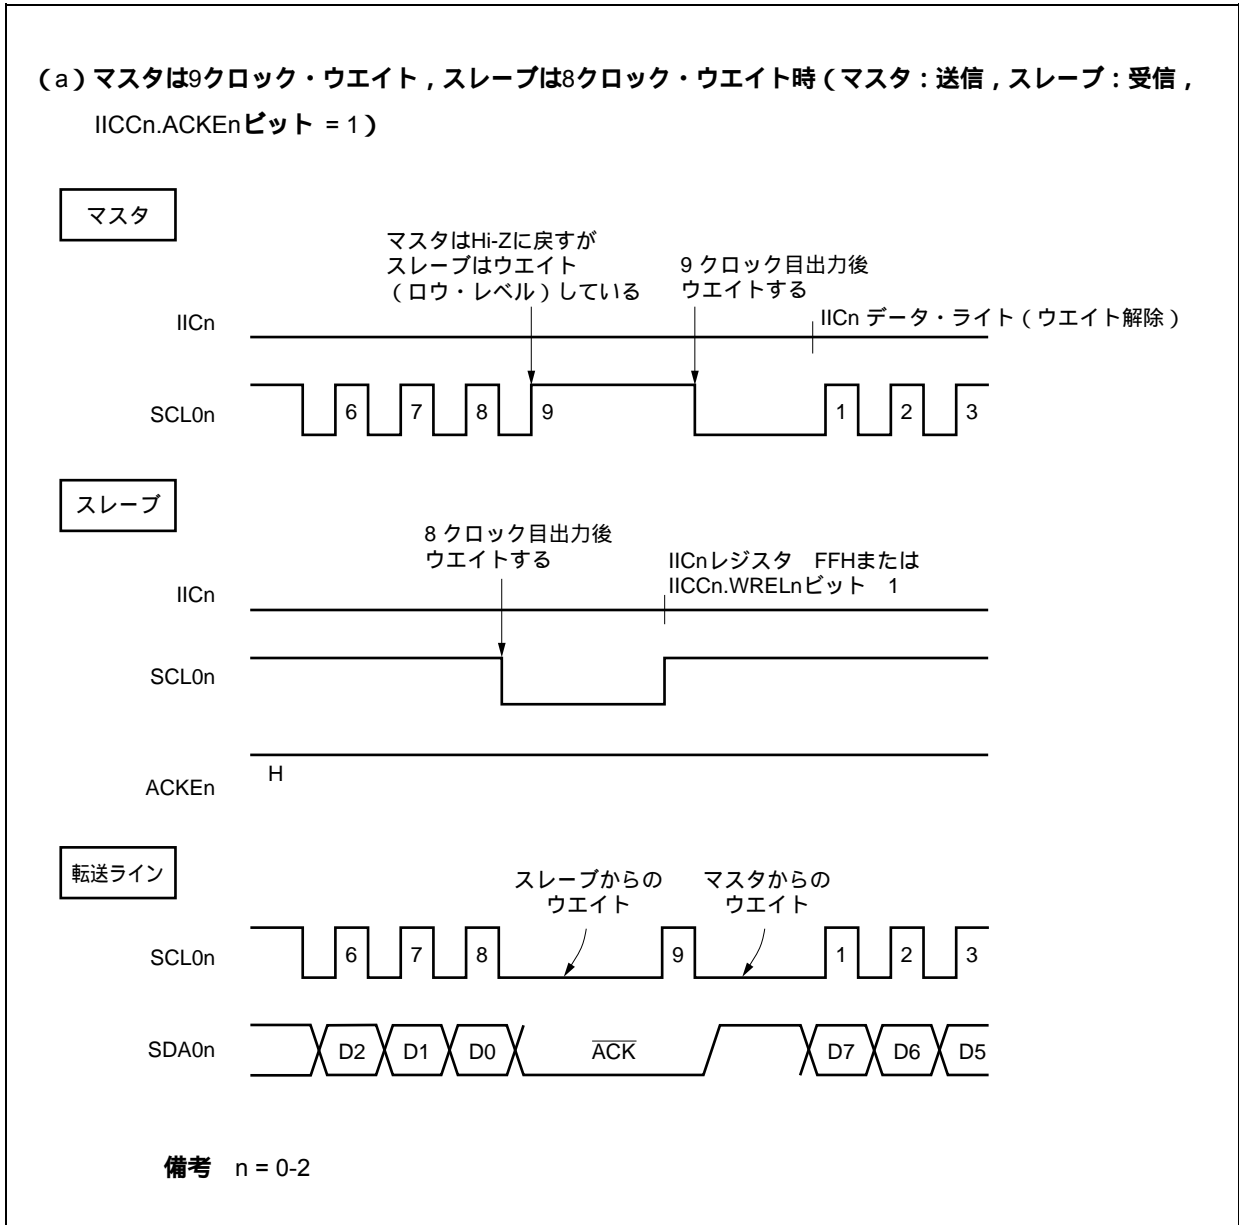 （a）マスタは9クロック・ウエイト，スレーブは8クロック・ウエイト時（マスタ：送信，スレーブ：受信，
IICCn.ACKEnビット = 1）
マスタ
マスタはHi-Zに戻すが
スレーブはウエイト
（ロウ・レベル）している
9 クロック目出力後
ウエイトする
IICn データ・ライト（ウエイト解除）
IICn
SCL0n
6 7 8 9 1 2 3
スレーブ
8 クロック目出力後
ウエイトする
IICnレジスタ　FFHまたは
IICCn.WRELnビット　1
IICn
SCL0n
H
ACKEn
転送ライン
スレーブからの
ウエイト
マスタからの
ウエイト
SCL0n
6 7 8 9 1 2 3
SDA0n
D2 D1 D0 A̅C̅K̅ D7 D6 D5
備考　n = 0-2